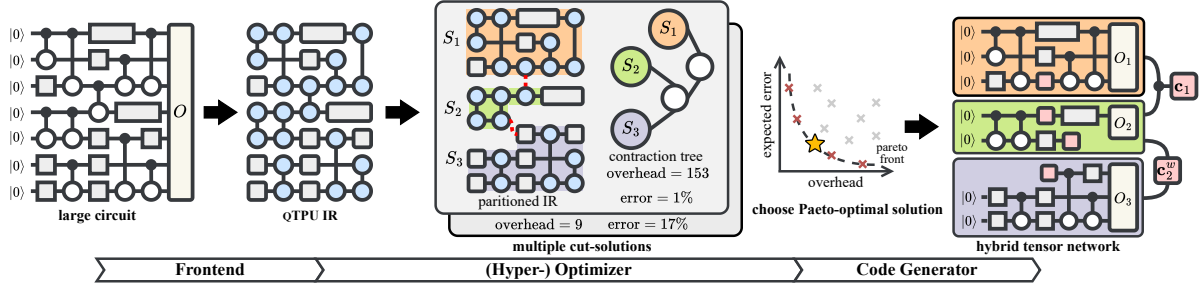 |0⟩
|0⟩
|0⟩
|0⟩
|0⟩
|0⟩
|0⟩
O
large circuit
QTPU IR
S₁
S₂
S₃
paritioned IR
S₁
S₂
S₃
contraction tree
overhead = 153
error = 1%
overhead = 9 error = 17%
multiple cut-solutions
expected error
pareto
front
overhead
choose Paeto-optimal solution
|0⟩
|0⟩
|0⟩
O₁
|0⟩
|0⟩
O₂
|0⟩
|0⟩
O₃
c₁
c₂ʷ
hybrid tensor network
Frontend
(Hyper-) Optimizer
Code Generator